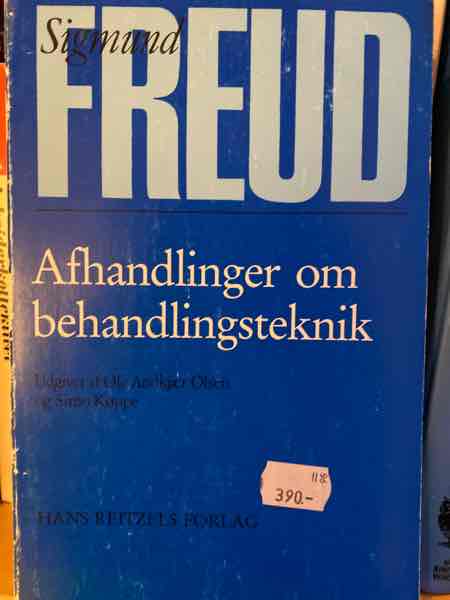 Sigmund
FREUD
Afhandlinger om
behandlingsteknik
Udgivet af Ole Andkjær Olsen
og Simo Køppe
390.-
HANS REITZELS FORLAG